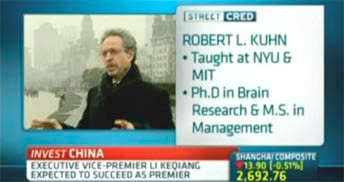 STREET CRED
ROBERT L. KUHN
• Taught at NYU &
MIT
• Ph.D in Brain
Research & M.S. in
Management
INVEST CHINA
EXECUTIVE VICE-PREMIER LI KEQIANG
EXPECTED TO SUCCEED AS PREMIER
SHANGHAI COMPOSITE
13.90 [-0.51%]
2,692.76